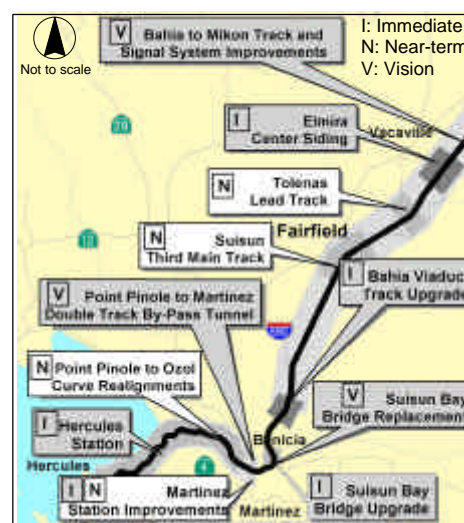 V Bahia to Mikon Track and
Signal System Improvements
I: Immediate
N: Near-term
V: Vision
Not to scale
I Elmira
Center Siding
Vacaville
N Tolenas
Lead Track
Fairfield
N Suisun
Third Main Track
I Bahia Viaduc
Track Upgrade
V Point Pinole to Martinez
Double Track By-Pass Tunnel
N Point Pinole to Ozol
Curve Realignments
V Suisun Bay
Bridge Replacement
Benicia
I Hercules
Station
Hercules
4
I N Martinez
Station Improvements
Martinez
I Suisun Bay
Bridge Upgrade